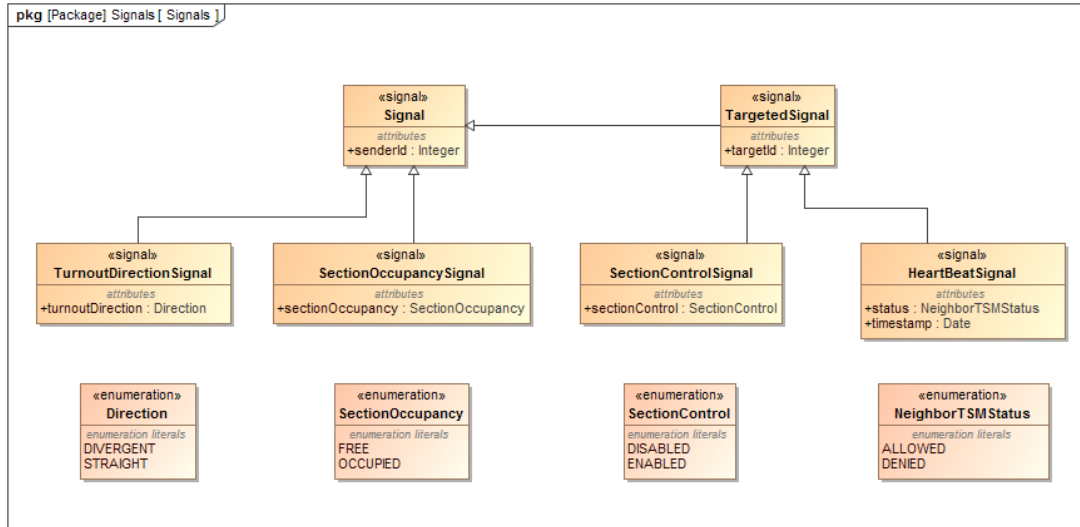 pkg [Package] Signals [ Signals ]
«signal»
Signal
attributes
+senderId : Integer
«signal»
TargetedSignal
attributes
+targetId : Integer
«signal»
TurnoutDirectionSignal
attributes
+turnoutDirection : Direction
«signal»
SectionOccupancySignal
attributes
+sectionOccupancy : SectionOccupancy
«signal»
SectionControlSignal
attributes
+sectionControl : SectionControl
«signal»
HeartBeatSignal
attributes
+status : NeighborTSMStatus
+timestamp : Date
«enumeration»
Direction
enumeration literals
DIVERGENT
STRAIGHT
«enumeration»
SectionOccupancy
enumeration literals
FREE
OCCUPIED
«enumeration»
SectionControl
enumeration literals
DISABLED
ENABLED
«enumeration»
NeighborTSMStatus
enumeration literals
ALLOWED
DENIED